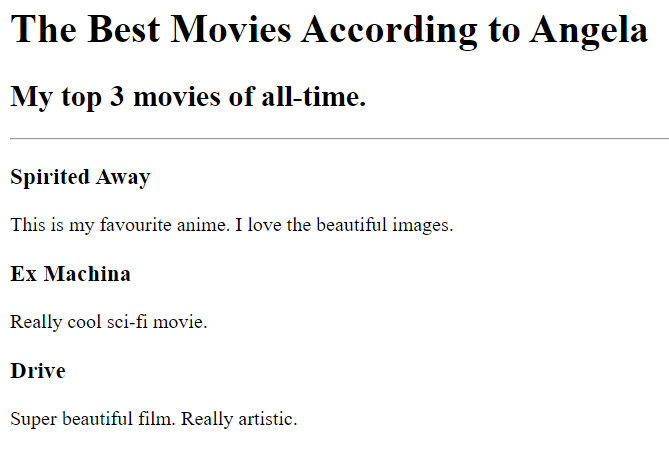 The Best Movies According to Angela
My top 3 movies of all-time.
Spirited Away
This is my favourite anime. I love the beautiful images.
Ex Machina
Really cool sci-fi movie.
Drive
Super beautiful film. Really artistic.